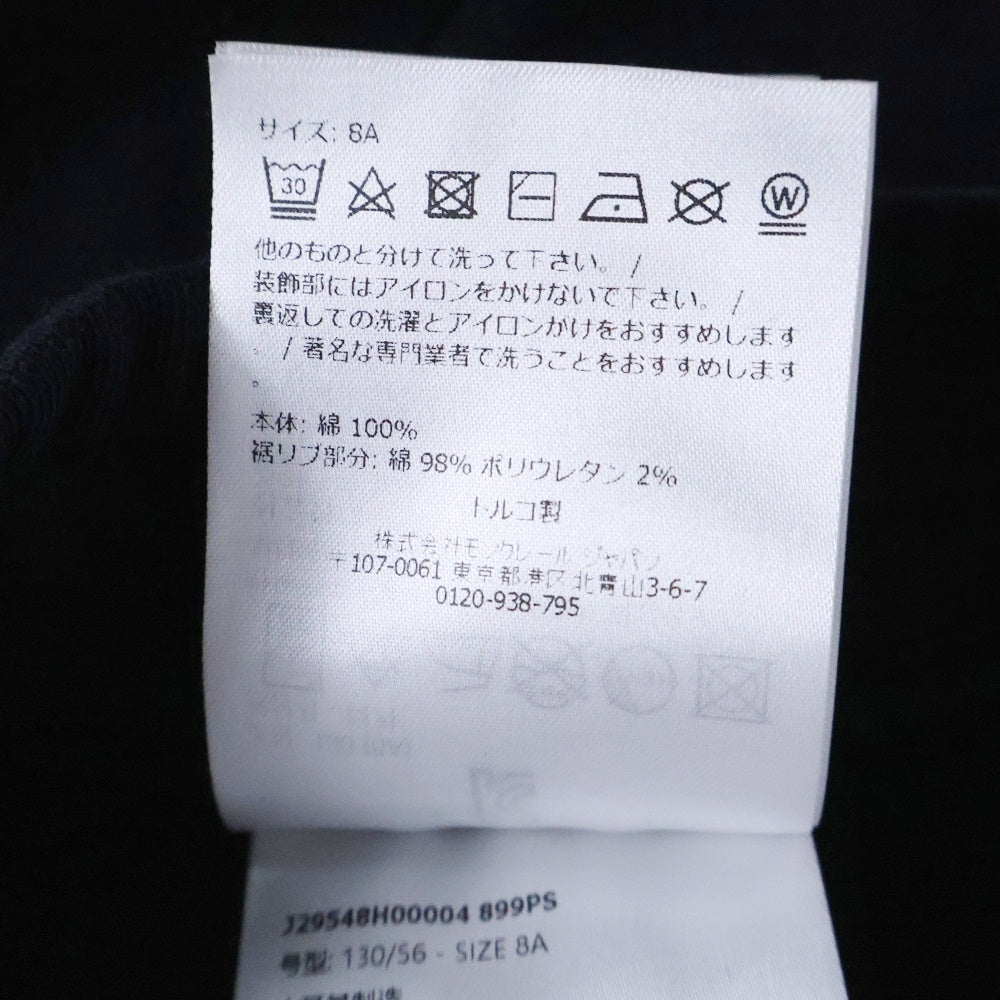 サイズ: 8A
30
W
他のものと分けて洗って下さい。 /
装飾部にはアイロンをかけないで下さい。 /
裏返しての洗濯とアイロンかけをおすすめします
。 / 著名な専門業者で洗うことをおすすめします
。
本体: 綿 100%
裾リブ部分: 綿 98% ポリウレタン 2%
トルコ製
株式会社モンクレール ジャパン
〒107-0061 東京都港区 北青山3-6-7
0120-938-795
J29548H00004 899PS
号型: 130/56 - SIZE 8A